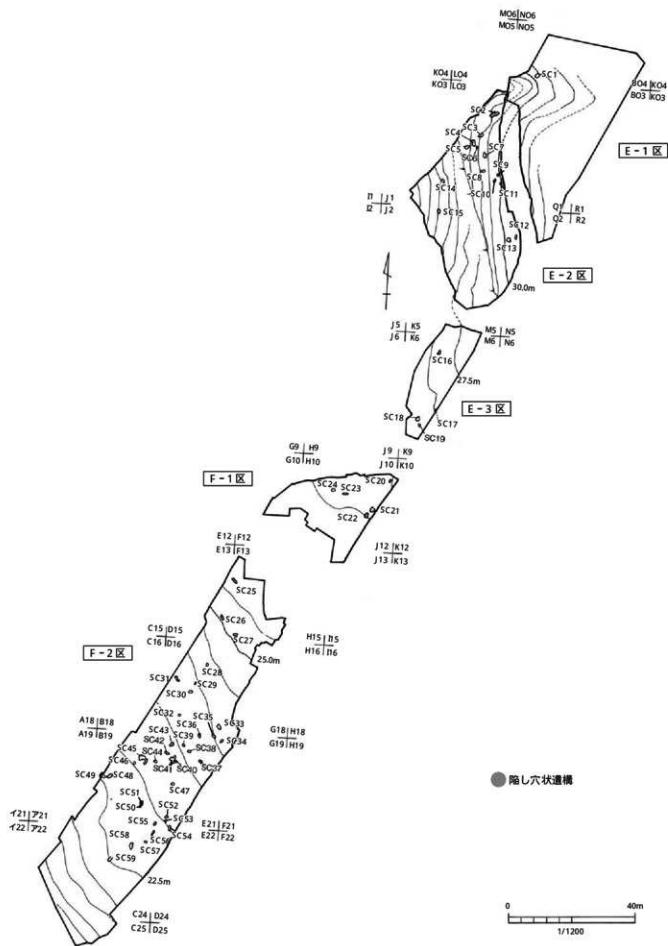 MO6 NO6
MO5 NO5
KO4 LO4
KO3 LO3
SC1
BO4 KO4
BO3 KO3
SC2
SC3
SC4
SC5
SC6
SC7
E-1区
SC8
SC9
SC10
SC11
SC14
I1 J1
I2 J2
SC15
Q1 R1
Q2 R2
SC12
SC13
E-2区
30.0m
J5 K5
J6 K6
M5 N5
M6 N6
SC16
27.5m
E-3区
SC18
SC17
SC19
G9 H9
G10 H10
J9 K9
J10 K10
F-1区
SC24
SC23
SC20
SC22
SC21
E12 F12
E13 F13
J12 K12
J13 K13
SC25
SC26
SC27
C15 D15
C16 D16
H15 I15
H16 I16
F-2区
25.0m
SC28
SC31
SC29
SC30
SC32
SC35
SC33
SC36
SC34
A18 B18
A19 B19
G18 H18
G19 H19
SC43
SC42
SC39
SC38
SC45
SC44
SC46
SC41
SC40
SC37
SC49
SC48
SC47
SC51
SC50
SC52
SC53
SC55
SC54
イ21 ア21
イ22 ア22
E21 F21
E22 F22
SC58
SC56
SC57
SC59
22.5m
C24 D24
C25 D25
陥し穴状遺構
0 40m
1/1200